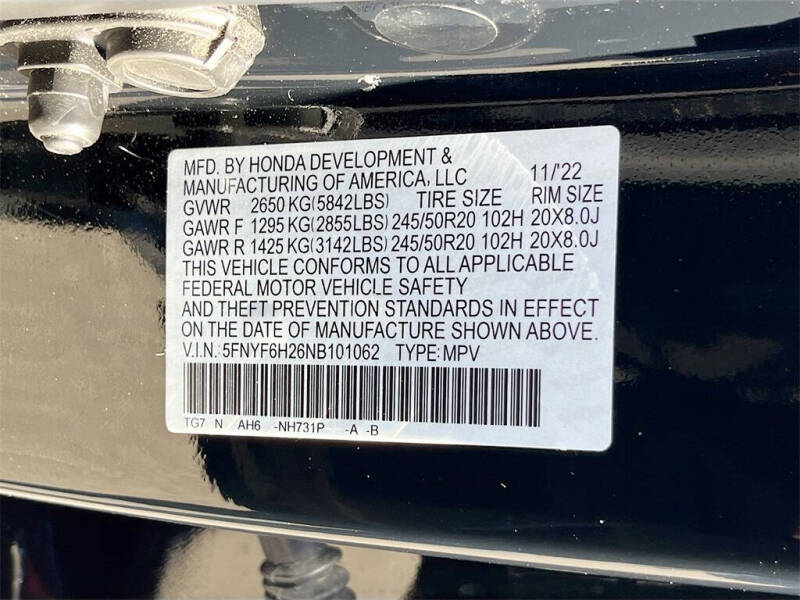 MFD. BY HONDA DEVELOPMENT &
MANUFACTURING OF AMERICA, LLC 11/'22
GVWR 2650 KG(5842LBS) TIRE SIZE RIM SIZE
GAWR F 1295 KG(2855LBS) 245/50R20 102H 20X8.0J
GAWR R 1425 KG(3142LBS) 245/50R20 102H 20X8.0J
THIS VEHICLE CONFORMS TO ALL APPLICABLE
FEDERAL MOTOR VEHICLE SAFETY
AND THEFT PREVENTION STANDARDS IN EFFECT
ON THE DATE OF MANUFACTURE SHOWN ABOVE.
V.I.N.: 5FNYF6H26NB101062 TYPE: MPV
TG7 N AH6 -NH731P -A -B